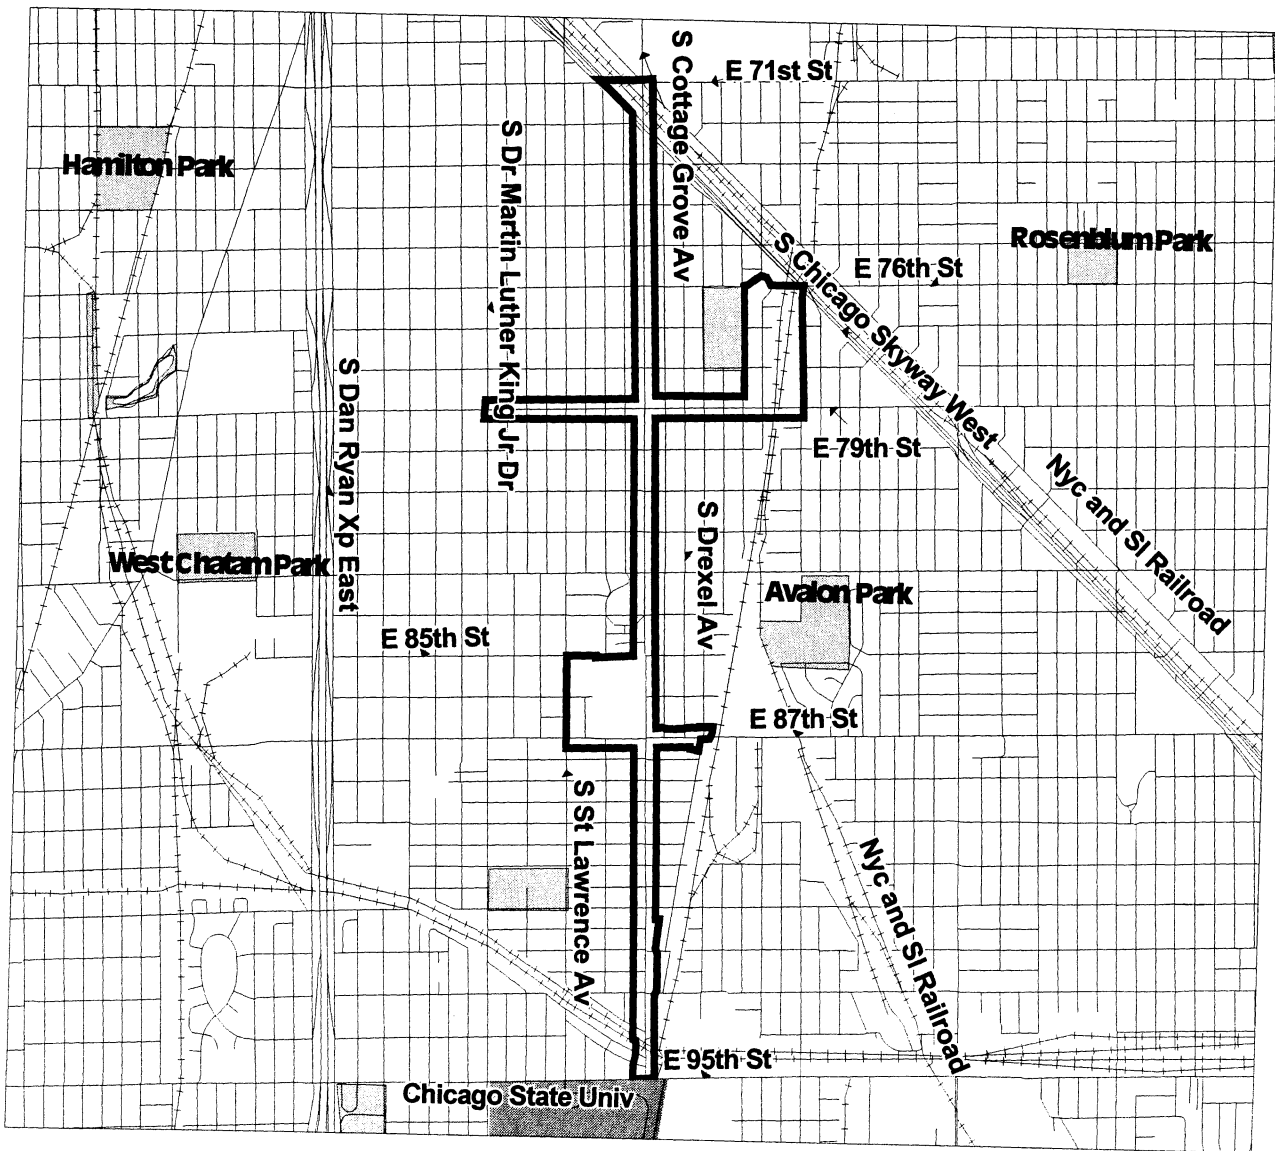 S Cottage Grove Av
E 71st St
S Dr Martin Luther King Jr Dr
Hamilton Park
Rosenblum Park
E 76th St
S Chicago Skyway West
S Dan Ryan Xp East
E 79th St
Nyc and Sl Railroad
S Drexel Av
West Chatam Park
Avalon Park
E 85th St
E 87th St
S St Lawrence Av
Nyc and Sl Railroad
E 95th St
Chicago State Univ